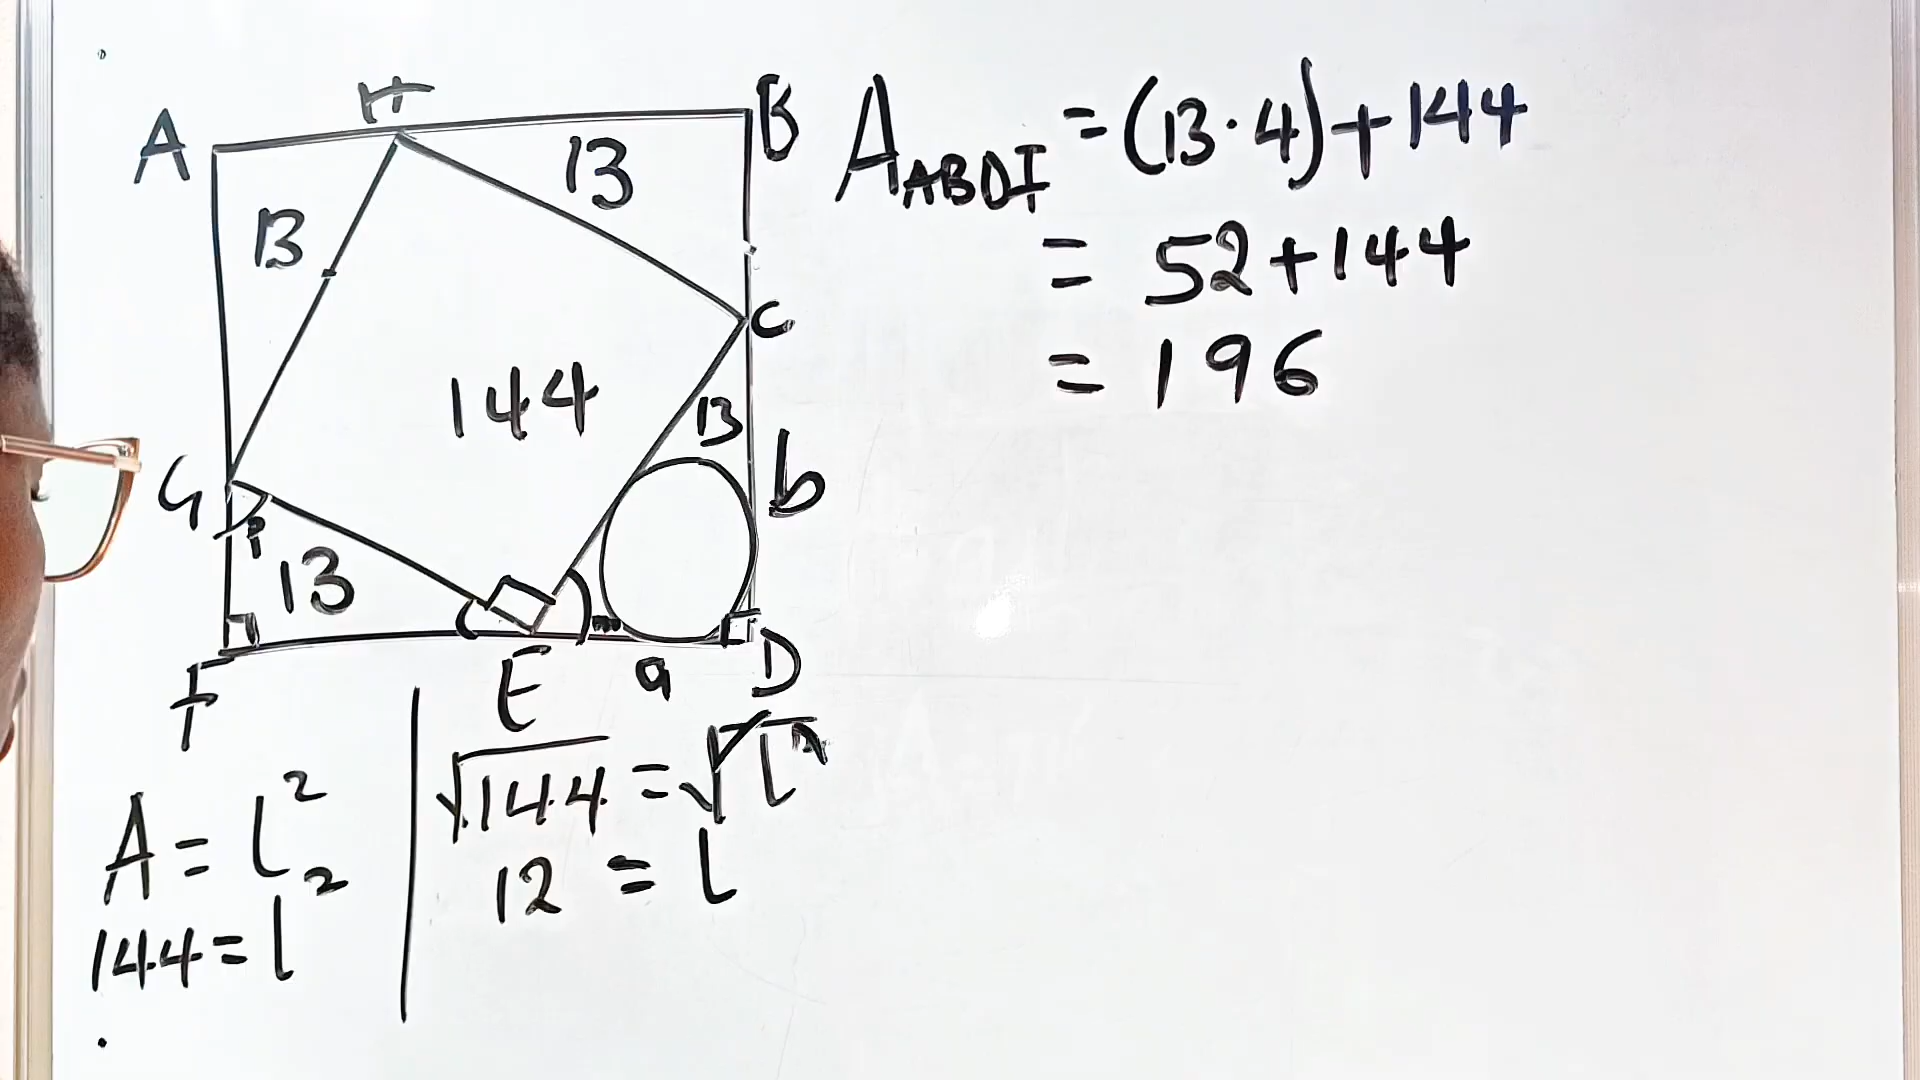 H
A
B
13
13
C
144
13
b
G
13
F
E
a
D
A = l²
144 = l²
√144 = √l²
12 = l
A_ABDF = (13·4)+144
= 52+144
= 196